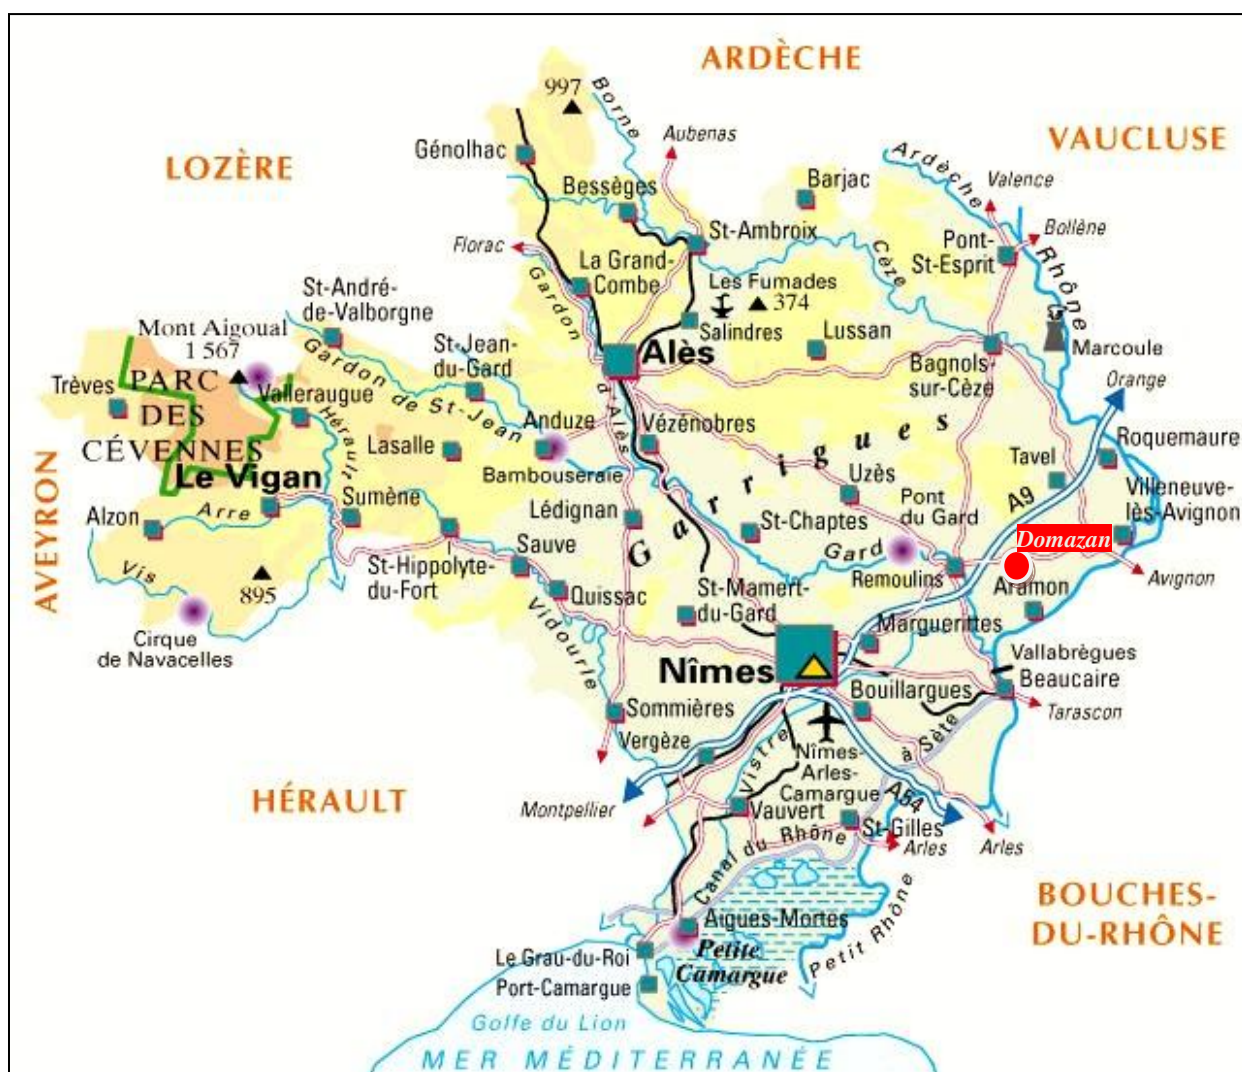 ARDÈCHE
997
Borne
VAUCLUSE
Aubenas
Génolhac
LOZÈRE
Ardèche
Valence
Bessèges
Barjac
St-Ambroix
Bollène
Florac
Cèze
Pont-
St-Esprit
Rhône
La Grand-
Combe
Gardon
d'Alès
Les Fumades
374
St-André-
de-Valborgne
Salindres
Lussan
Mont Aigoual
1 567
Gardon de St-Jean
St-Jean-
du-Gard
Alès
Marcoule
Bagnols-
sur-Cèze
Orange
Trèves
PARC
DES
CÉVENNES
Valleraugue
Hérault
Anduze
Vézénobres
Garrigues
Lasalle
Bambouseraie
Roquemaure
Tavel
Le Vigan
Uzès
A9
Villeneuve-
lès-Avignon
AVEYRON
Alzon
Arre
Sumène
Lédignan
Pont
du Gard
St-Chaptes
Domazan
Gard
Sauve
St-Hippolyte-
du-Fort
Vis
895
Remoulins
Avignon
Aramon
Quissac
St-Mamert-
du-Gard
Vidourle
Marguerittes
Cirque
de Navacelles
Nîmes
Vallabrègues
Beaucaire
Bouillargues
Tarascon
Sommières
Vergèze
Vistre
à Sète
Nîmes-
Arles-
Camargue
HÉRAULT
Montpellier
A54
Vauvert
St-Gilles
Canal du Rhône
Arles
Arles
BOUCHES-
DU-RHÔNE
Petit Rhône
Aigues-Mortes
Petite
Camargue
Le Grau-du-Roi
Port-Camargue
Golfe du Lion
MER MÉDITERRANÉE